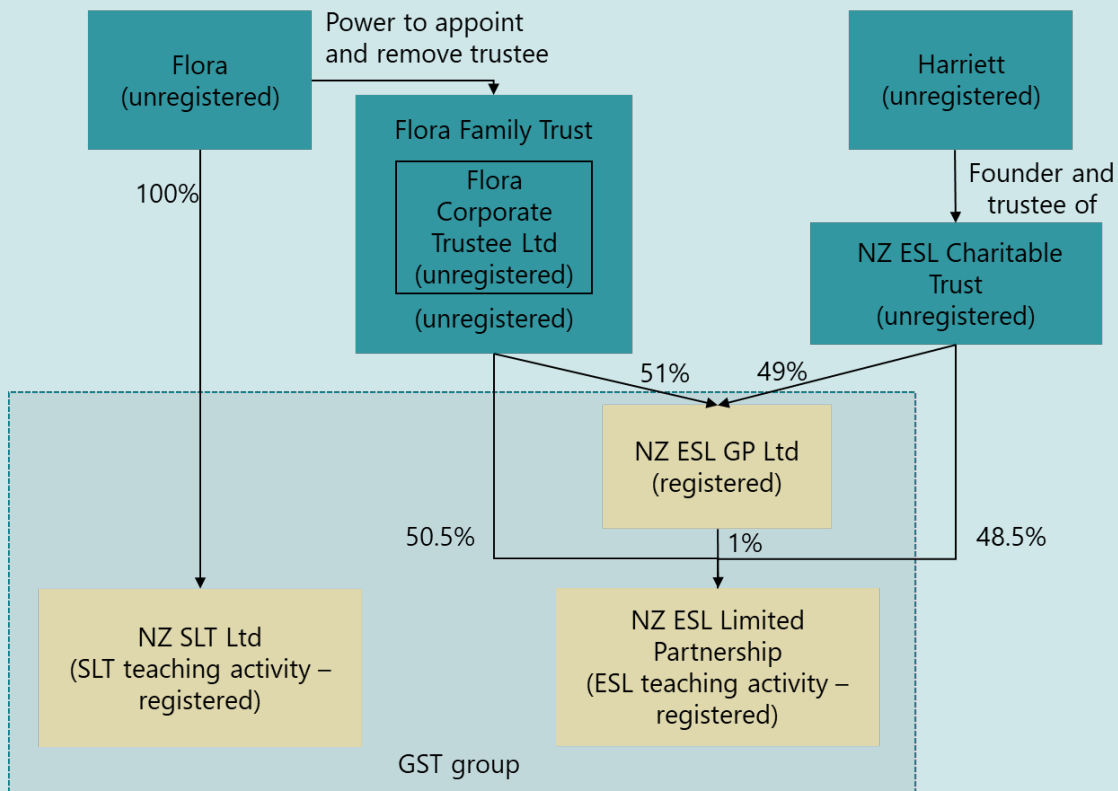 Power to appoint
and remove trustee
Flora
(unregistered)
Harriett
(unregistered)
Flora Family Trust
Flora
Corporate
Trustee Ltd
(unregistered)
(unregistered)
100%
Founder and
trustee of
NZ ESL Charitable
Trust
(unregistered)
51%
49%
NZ ESL GP Ltd
(registered)
50.5%
1%
48.5%
NZ SLT Ltd
(SLT teaching activity –
registered)
NZ ESL Limited
Partnership
(ESL teaching activity –
registered)
GST group